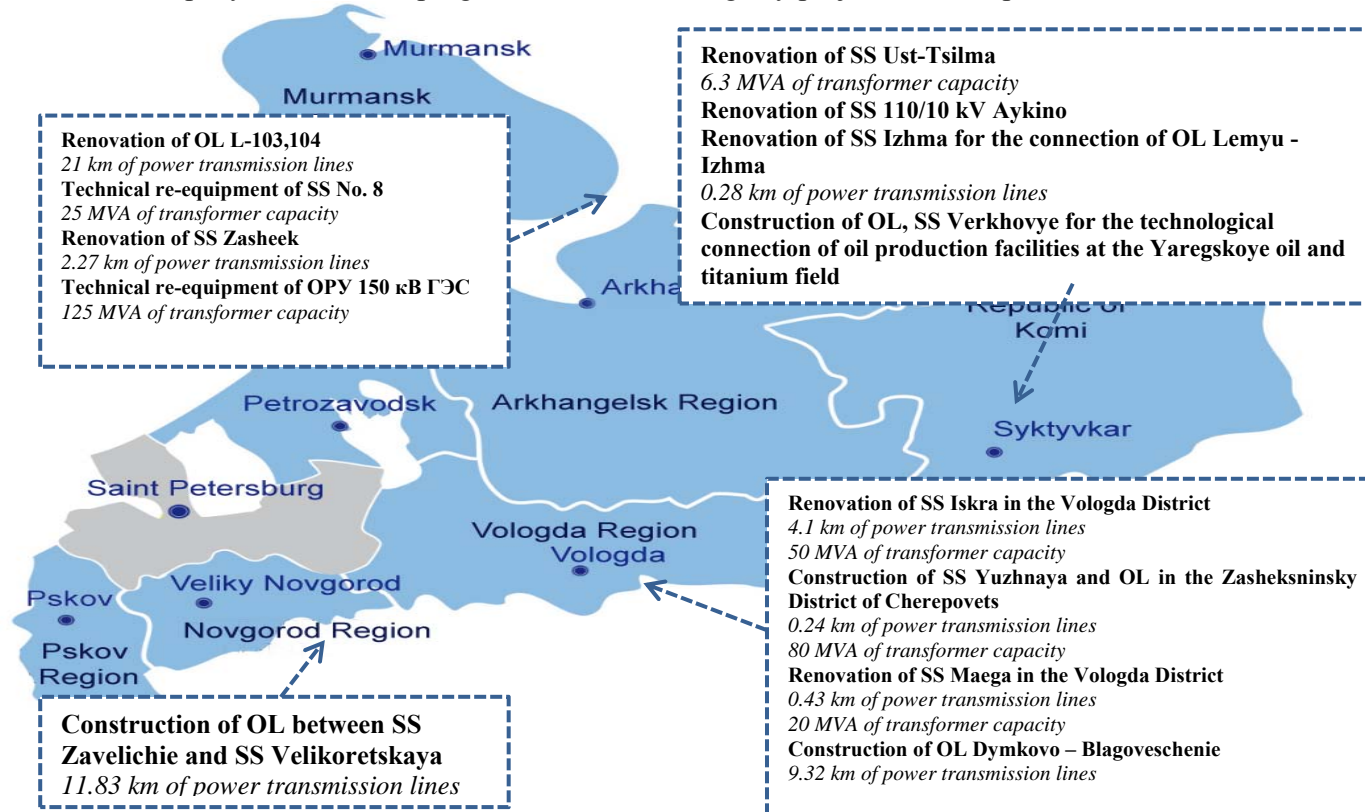 Murmansk
Murmansk
Renovation of OL L-103,104
21 km of power transmission lines
Technical re-equipment of SS No. 8
25 MVA of transformer capacity
Renovation of SS Zasheek
2.27 km of power transmission lines
Technical re-equipment of ОРУ 150 кВ ГЭС
125 MVA of transformer capacity
Renovation of SS Ust-Tsilma
6.3 MVA of transformer capacity
Renovation of SS 110/10 kV Aykino
Renovation of SS Izhma for the connection of OL Lemyu -
Izhma
0.28 km of power transmission lines
Construction of OL, SS Verkhovye for the technological
connection of oil production facilities at the Yaregskoye oil and
titanium field
Arkha
Republic of
Komi
Petrozavodsk
Arkhangelsk Region
Syktyvkar
Saint Petersburg
Vologda Region
Vologda
Veliky Novgorod
Pskov
Novgorod Region
Pskov
Region
Construction of OL between SS
Zavelichie and SS Velikoretskaya
11.83 km of power transmission lines
Renovation of SS Iskra in the Vologda District
4.1 km of power transmission lines
50 MVA of transformer capacity
Construction of SS Yuzhnaya and OL in the Zasheksninsky
District of Cherepovets
0.24 km of power transmission lines
80 MVA of transformer capacity
Renovation of SS Maega in the Vologda District
0.43 km of power transmission lines
20 MVA of transformer capacity
Construction of OL Dymkovo – Blagoveschenie
9.32 km of power transmission lines